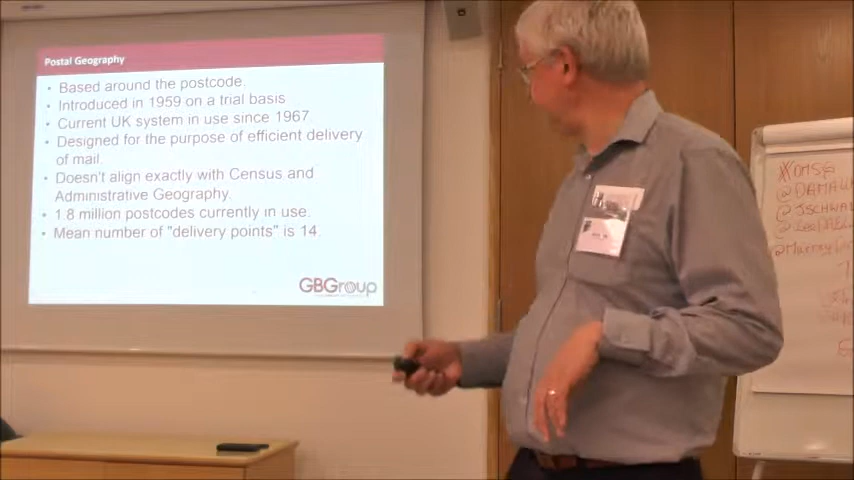 Postal Geography
• Based around the postcode.
• Introduced in 1959 on a trial basis
• Current UK system in use since 1967
• Designed for the purpose of efficient delivery
of mail.
• Doesn't align exactly with Census and
Administrative Geography.
• 1.8 million postcodes currently in use.
• Mean number of "delivery points" is 14.
GBGroup